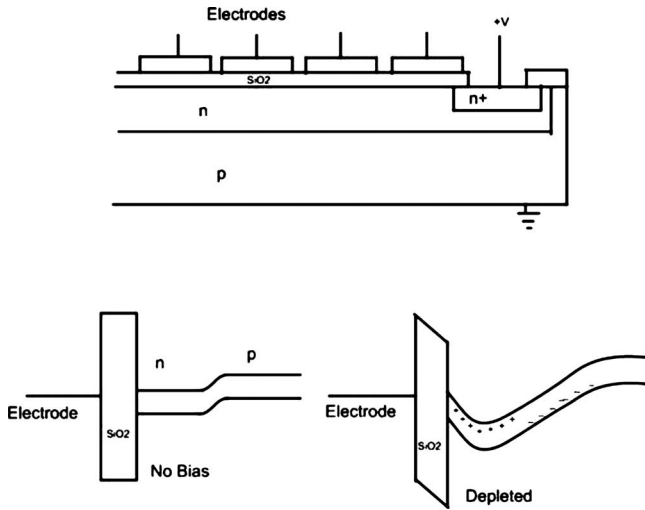 Electrodes
+V
SiO2
n
n+
p
n
p
Electrode
SiO2
No Bias
Electrode
SiO2
Depleted